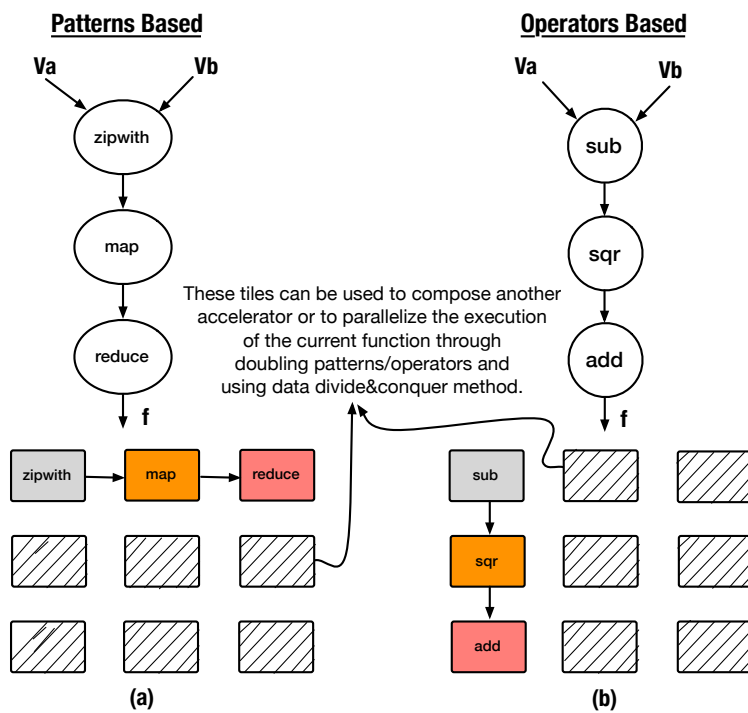 Patterns Based
Operators Based
Va
Vb
Va
Vb
zipwith
sub
map
sqr
These tiles can be used to compose another
accelerator or to parallelize the execution
of the current function through
doubling patterns/operators and
using data divide&conquer method.
reduce
add
f
f
zipwith
map
reduce
sub
sqr
add
(a)
(b)